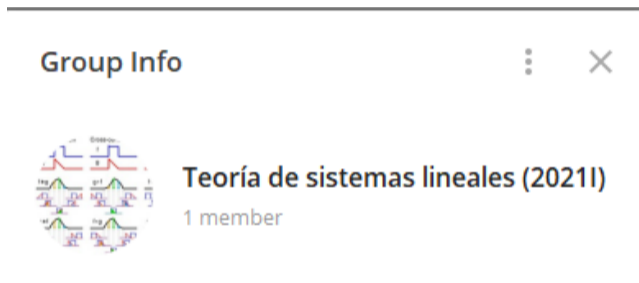 Group Info
Teoría de sistemas lineales (2021I)
1 member